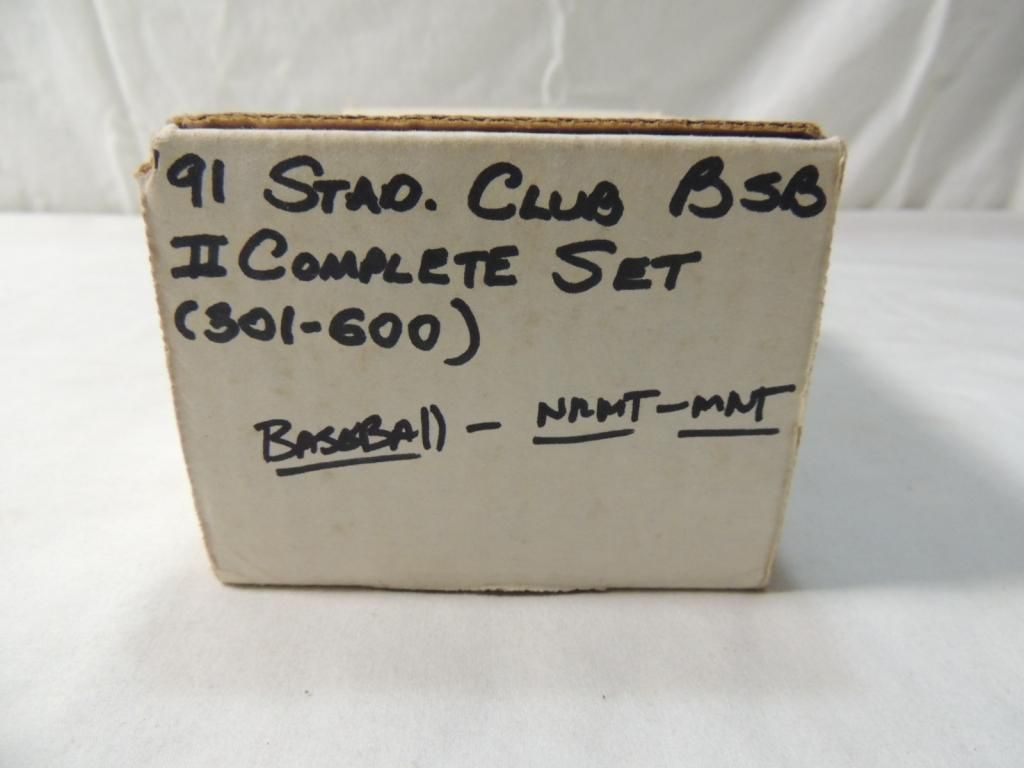 '91 STAD. CLUB BSB
II COMPLETE SET
(301-600)
BASEBAll - NRMT-MNT